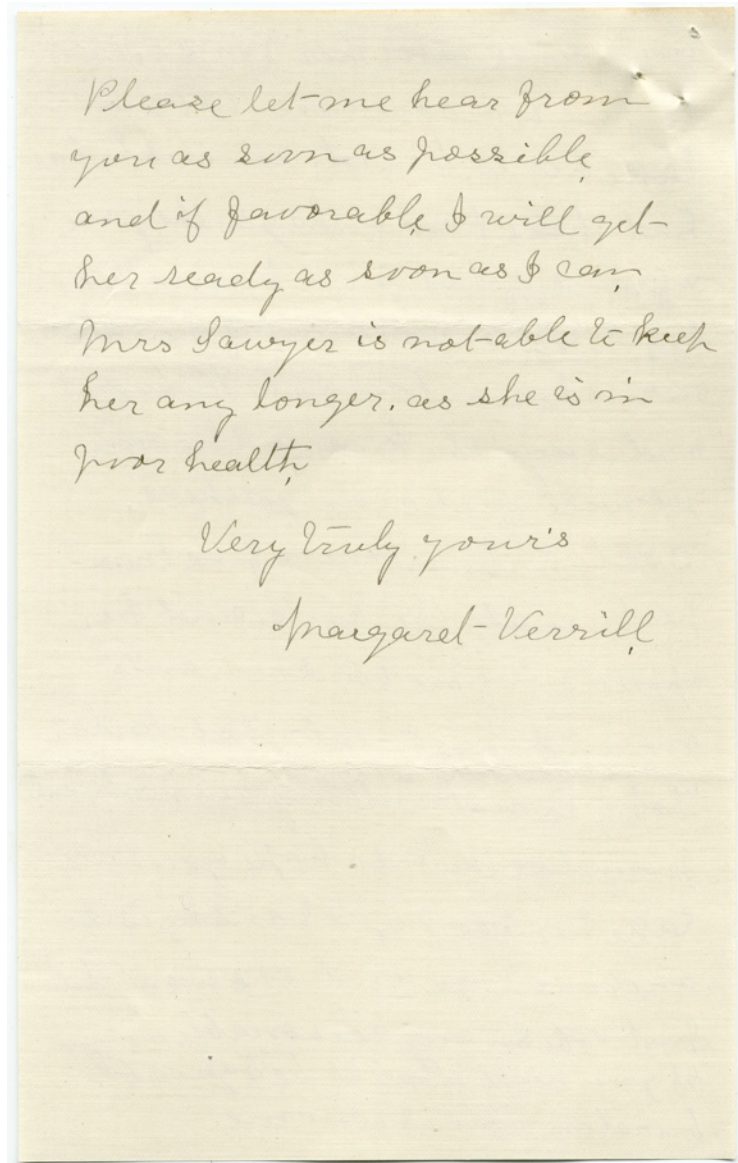 Please let me hear from
you as soon as possible,
and if favorable, I will get
her ready as soon as I can,
Mrs Sawyer is not able to keep
her any longer. as she is in
poor health,
Very truly yours
Margaret Verrill,